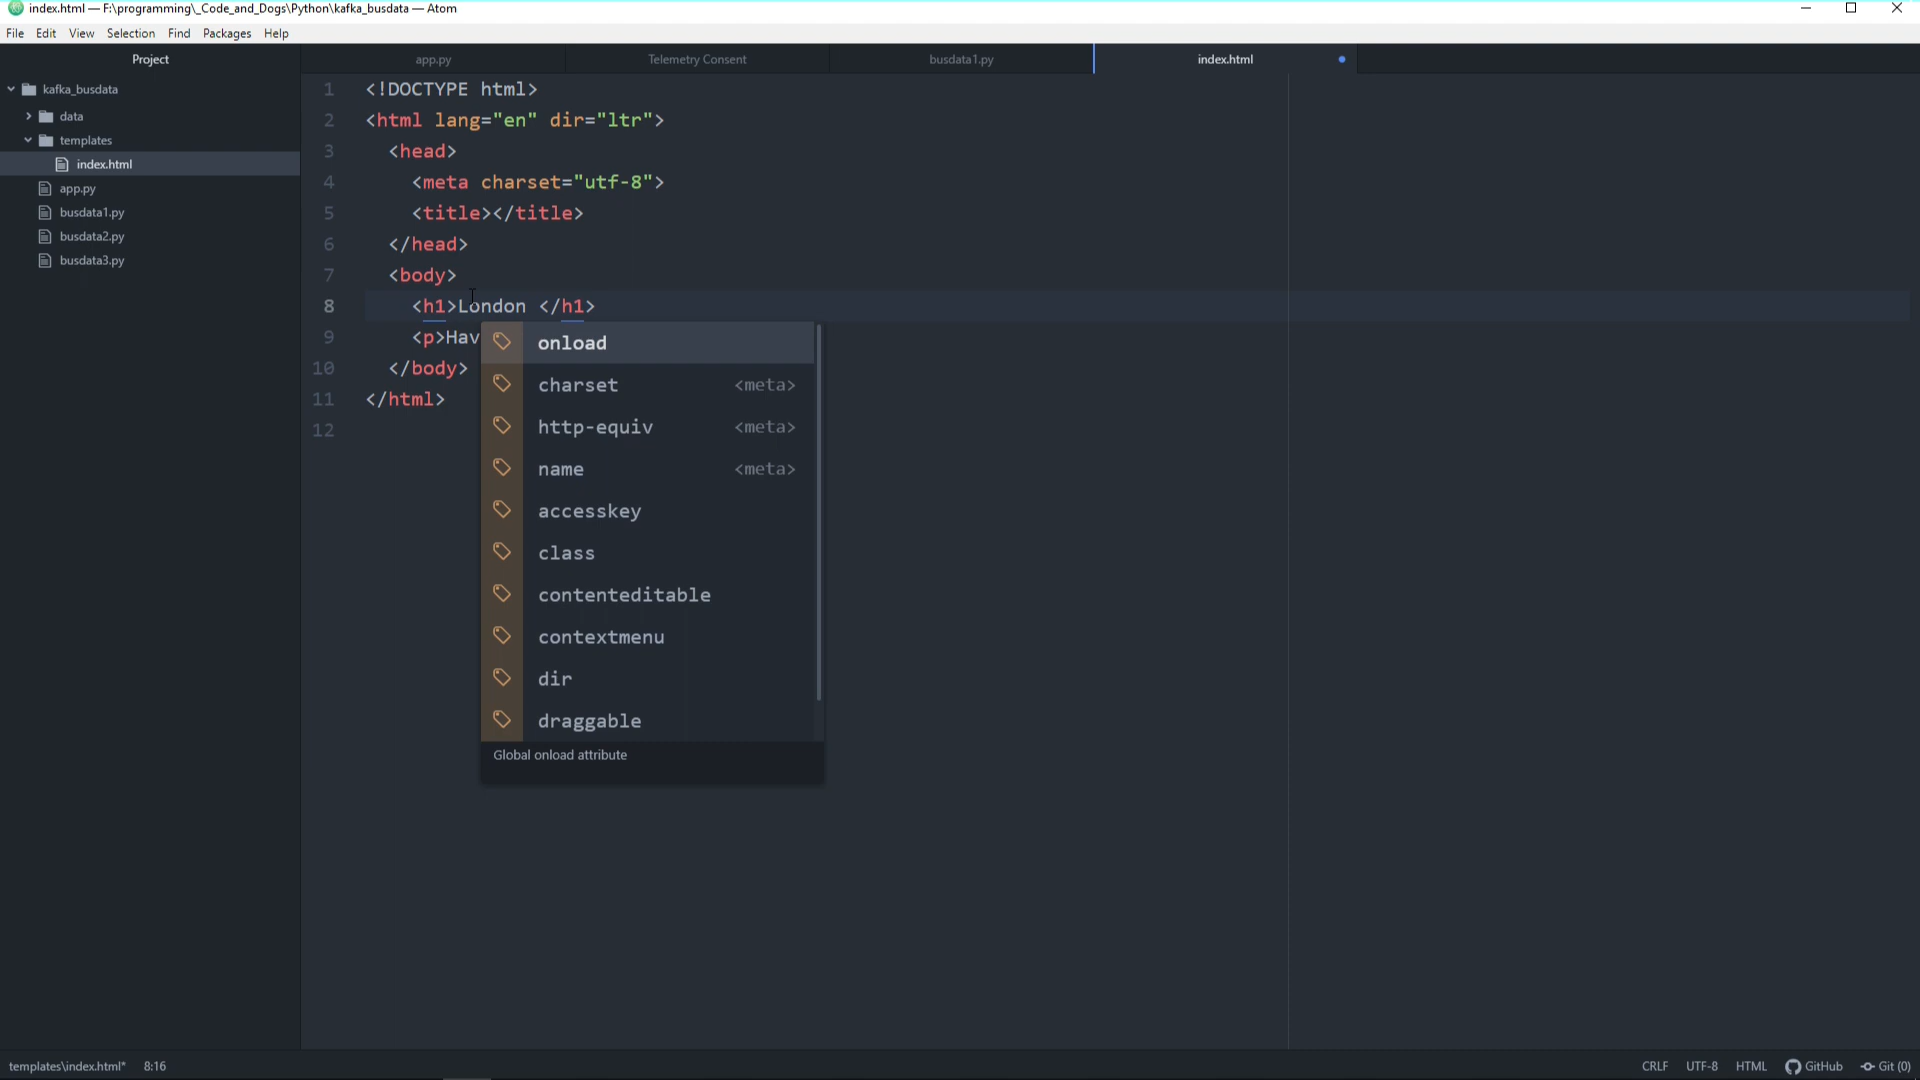 index.html — F:\programming\_Code_and_Dogs\Python\kafka_busdata — Atom
File Edit View Selection Find Packages Help
Project
app.py
Telemetry Consent
busdata1.py
index.html
kafka_busdata
data
templates
index.html
app.py
busdata1.py
busdata2.py
busdata3.py
1 <!DOCTYPE html>
2 <html lang="en" dir="ltr">
3 <head>
4 <meta charset="utf-8">
5 <title></title>
6 </head>
7 <body>
8 <h1>London </h1>
9 <p>Hav
10 </body>
11 </html>
12
onload
charset <meta>
http-equiv <meta>
name <meta>
accesskey
class
contenteditable
contextmenu
dir
draggable
Global onload attribute
templates\index.html* 8:16
CRLF UTF-8 HTML GitHub Git (0)